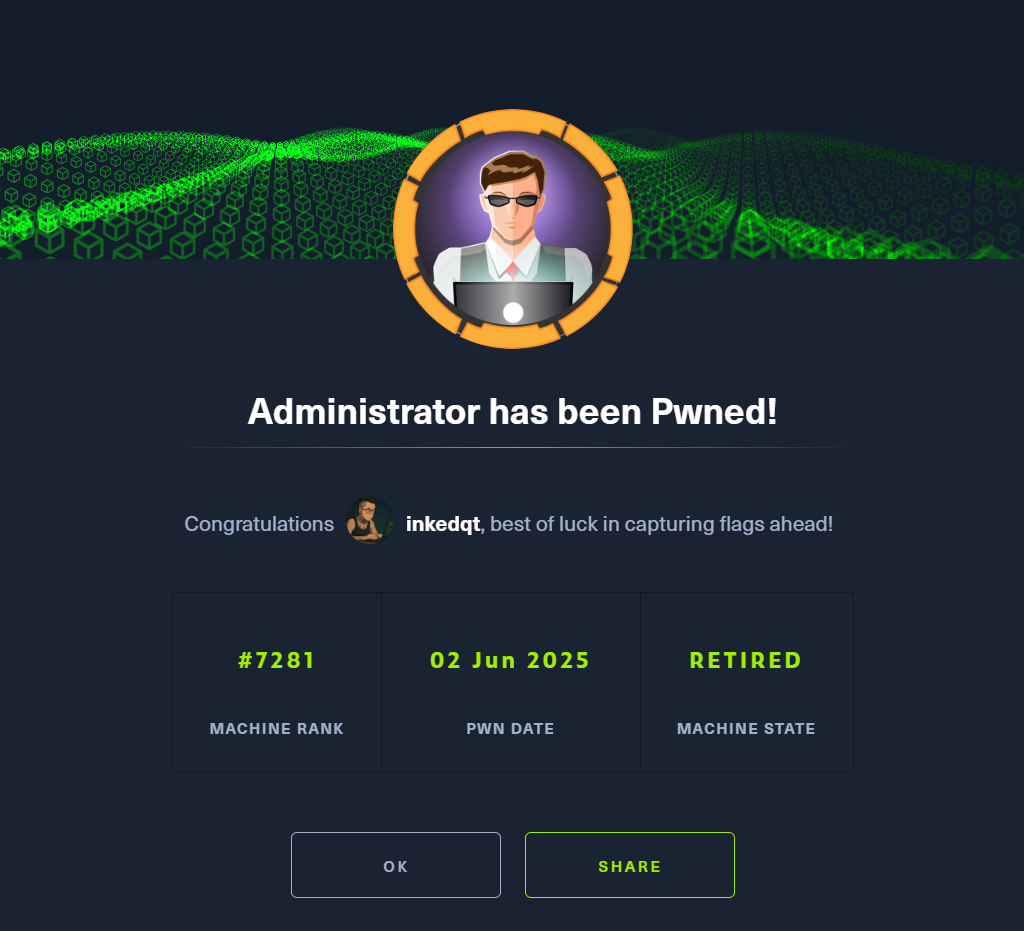 Administrator has been Pwned!
Congratulations inkedqt, best of luck in capturing flags ahead!
#7281 02 Jun 2025 RETIRED
MACHINE RANK PWN DATE MACHINE STATE
OK SHARE